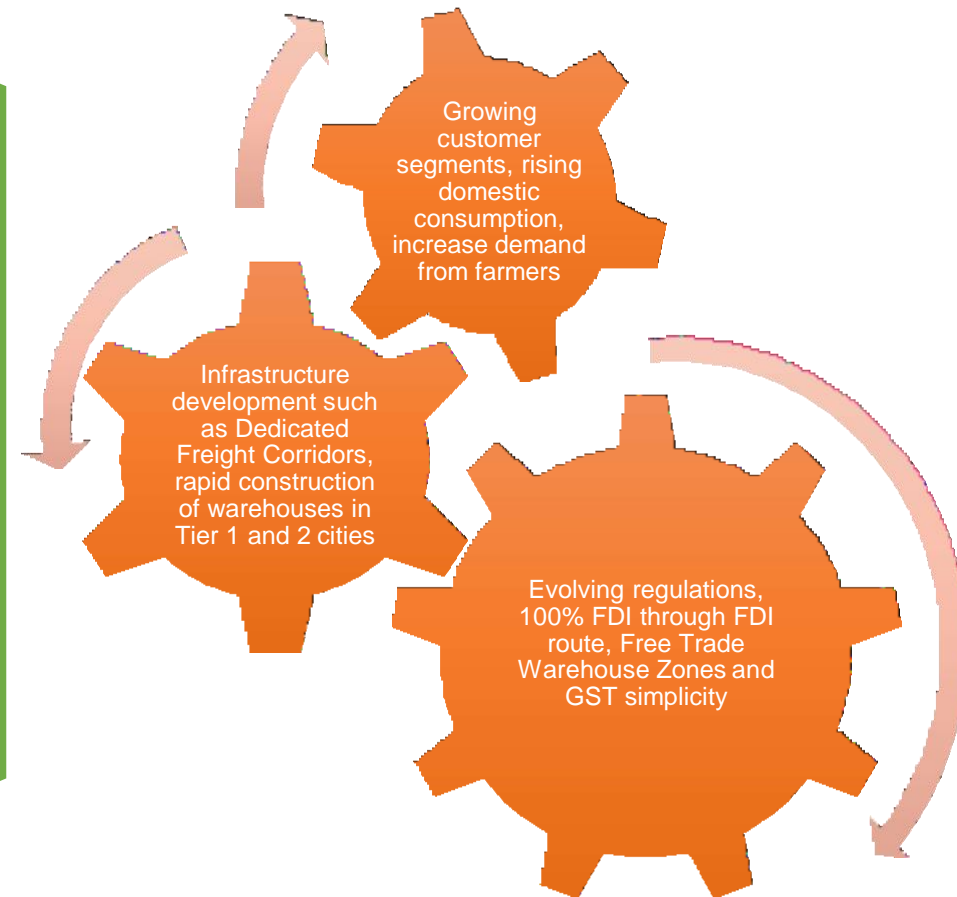 Growing
customer
segments, rising
domestic
consumption,
increase demand
from farmers
Infrastructure
development such
as Dedicated
Freight Corridors,
rapid construction
of warehouses in
Tier 1 and 2 cities
Evolving regulations,
100% FDI through FDI
route, Free Trade
Warehouse Zones and
GST simplicity